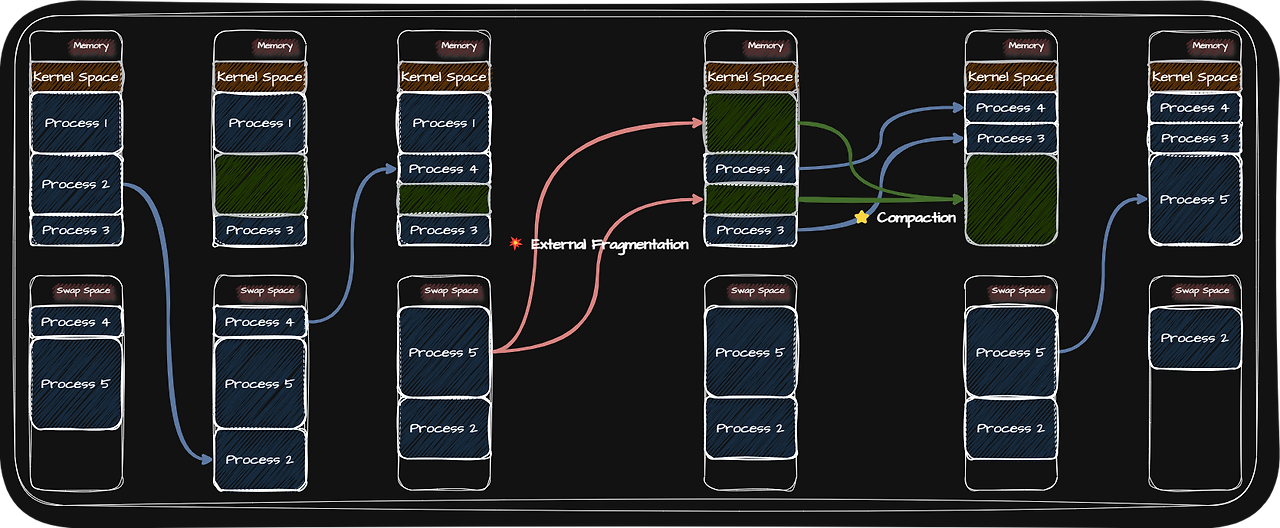 Memory
Kernel Space
Process 1
Process 2
Process 3
Swap Space
Process 4
Process 5
Memory
Kernel Space
Process 1
Process 3
Swap Space
Process 4
Process 5
Process 2
Memory
Kernel Space
Process 1
Process 4
Process 3
Swap Space
Process 5
Process 2
External Fragmentation
Memory
Kernel Space
Process 4
Process 3
Swap Space
Process 5
Process 2
Compaction
Memory
Kernel Space
Process 4
Process 3
Swap Space
Process 5
Process 2
Memory
Kernel Space
Process 4
Process 3
Process 5
Swap Space
Process 2